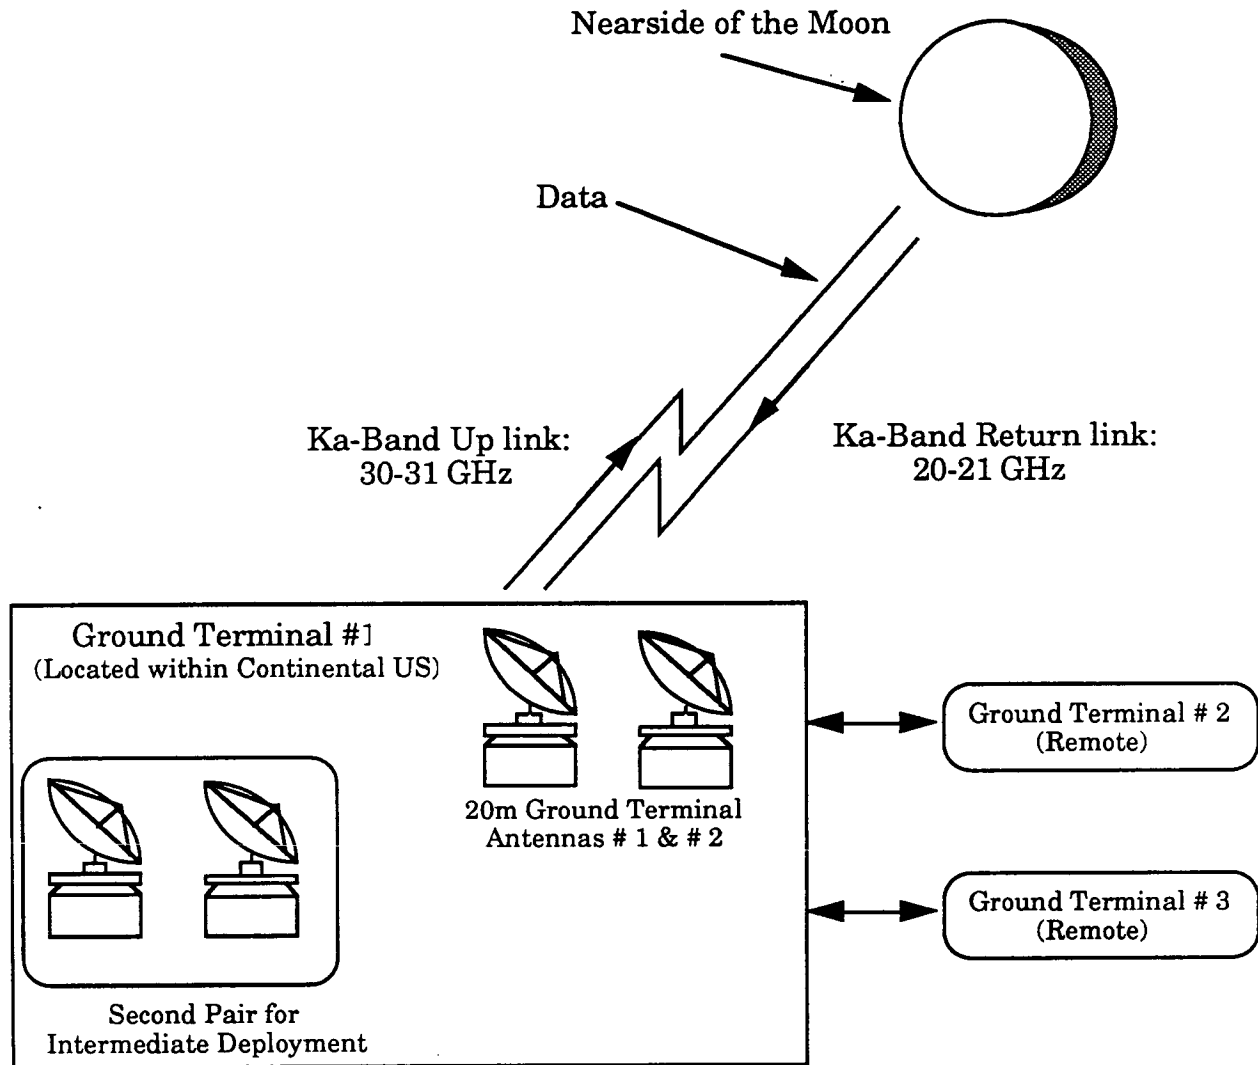 Nearside of the Moon
Data
Ka-Band Up link:
30-31 GHz
Ka-Band Return link:
20-21 GHz
Ground Terminal #1
(Located within Continental US)
20m Ground Terminal
Antennas # 1 & # 2
Ground Terminal # 2
(Remote)
Ground Terminal # 3
(Remote)
Second Pair for
Intermediate Deployment